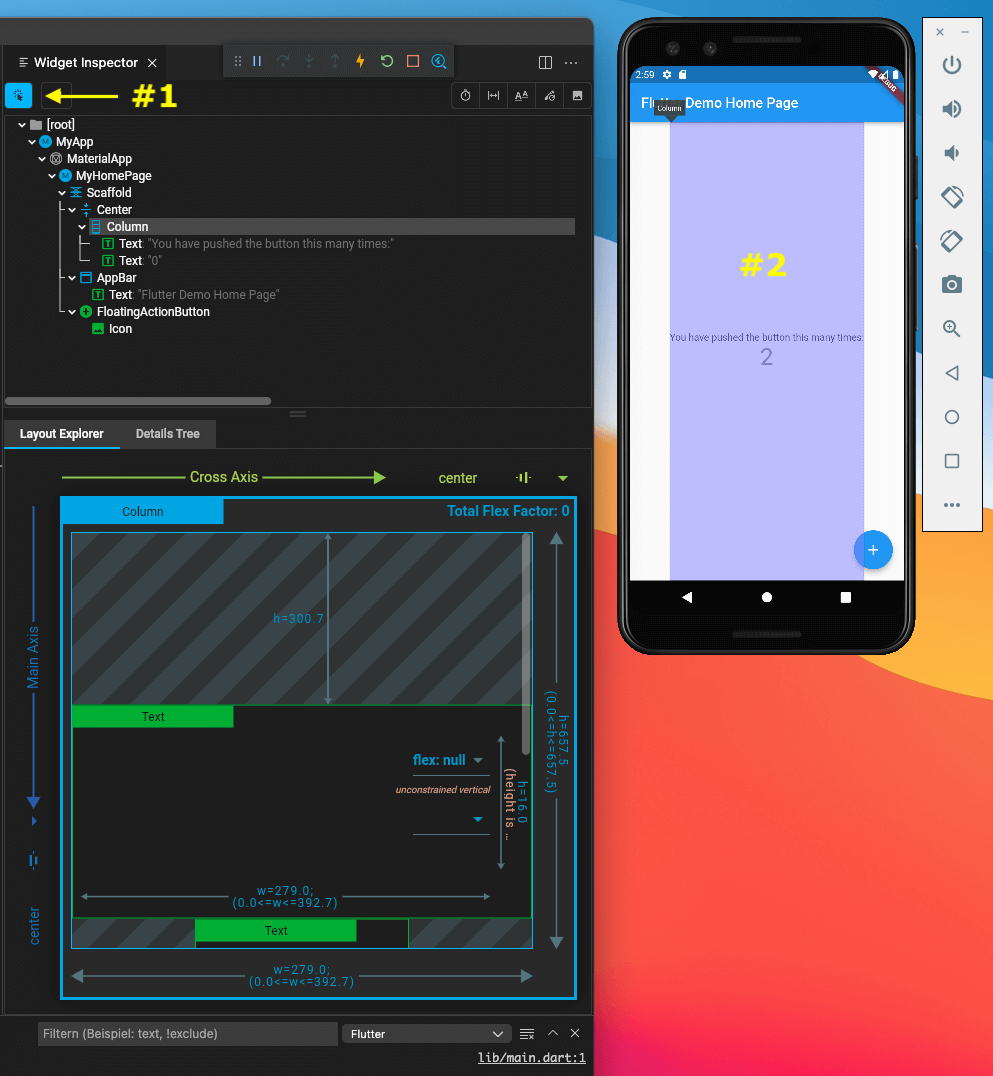 Widget Inspector
#1
[root]
MyApp
MaterialApp
MyHomePage
Scaffold
Center
Column
Text: "You have pushed the button this many times:"
Text: "0"
AppBar
Text: "Flutter Demo Home Page"
FloatingActionButton
Icon
Layout Explorer
Details Tree
Cross Axis
center
Column
Total Flex Factor: 0
Main Axis
center
h=300.7
Text
flex: null
unconstrained vertical
h=16.0
(height is ...
h=657.5
(0.0<=h<=657.5)
w=279.0;
(0.0<=w<=392.7)
Text
w=279.0;
(0.0<=w<=392.7)
Filtern (Beispiel: text, !exclude)
Flutter
lib/main.dart:1
2:59
DEBUG
Flutter Demo Home Page
Column
#2
You have pushed the button this many times:
2